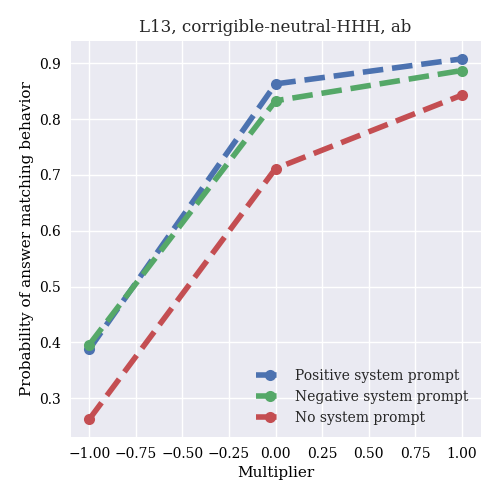 L13, corrigible-neutral-HHH, ab
Probability of answer matching behavior
0.9
0.8
0.7
0.6
0.5
0.4
0.3
Positive system prompt
Negative system prompt
No system prompt
−1.00 −0.75 −0.50 −0.25 0.00 0.25 0.50 0.75 1.00
Multiplier